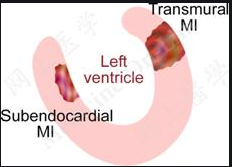 Transmural
MI
Left
ventricle
Subendocardial
MI